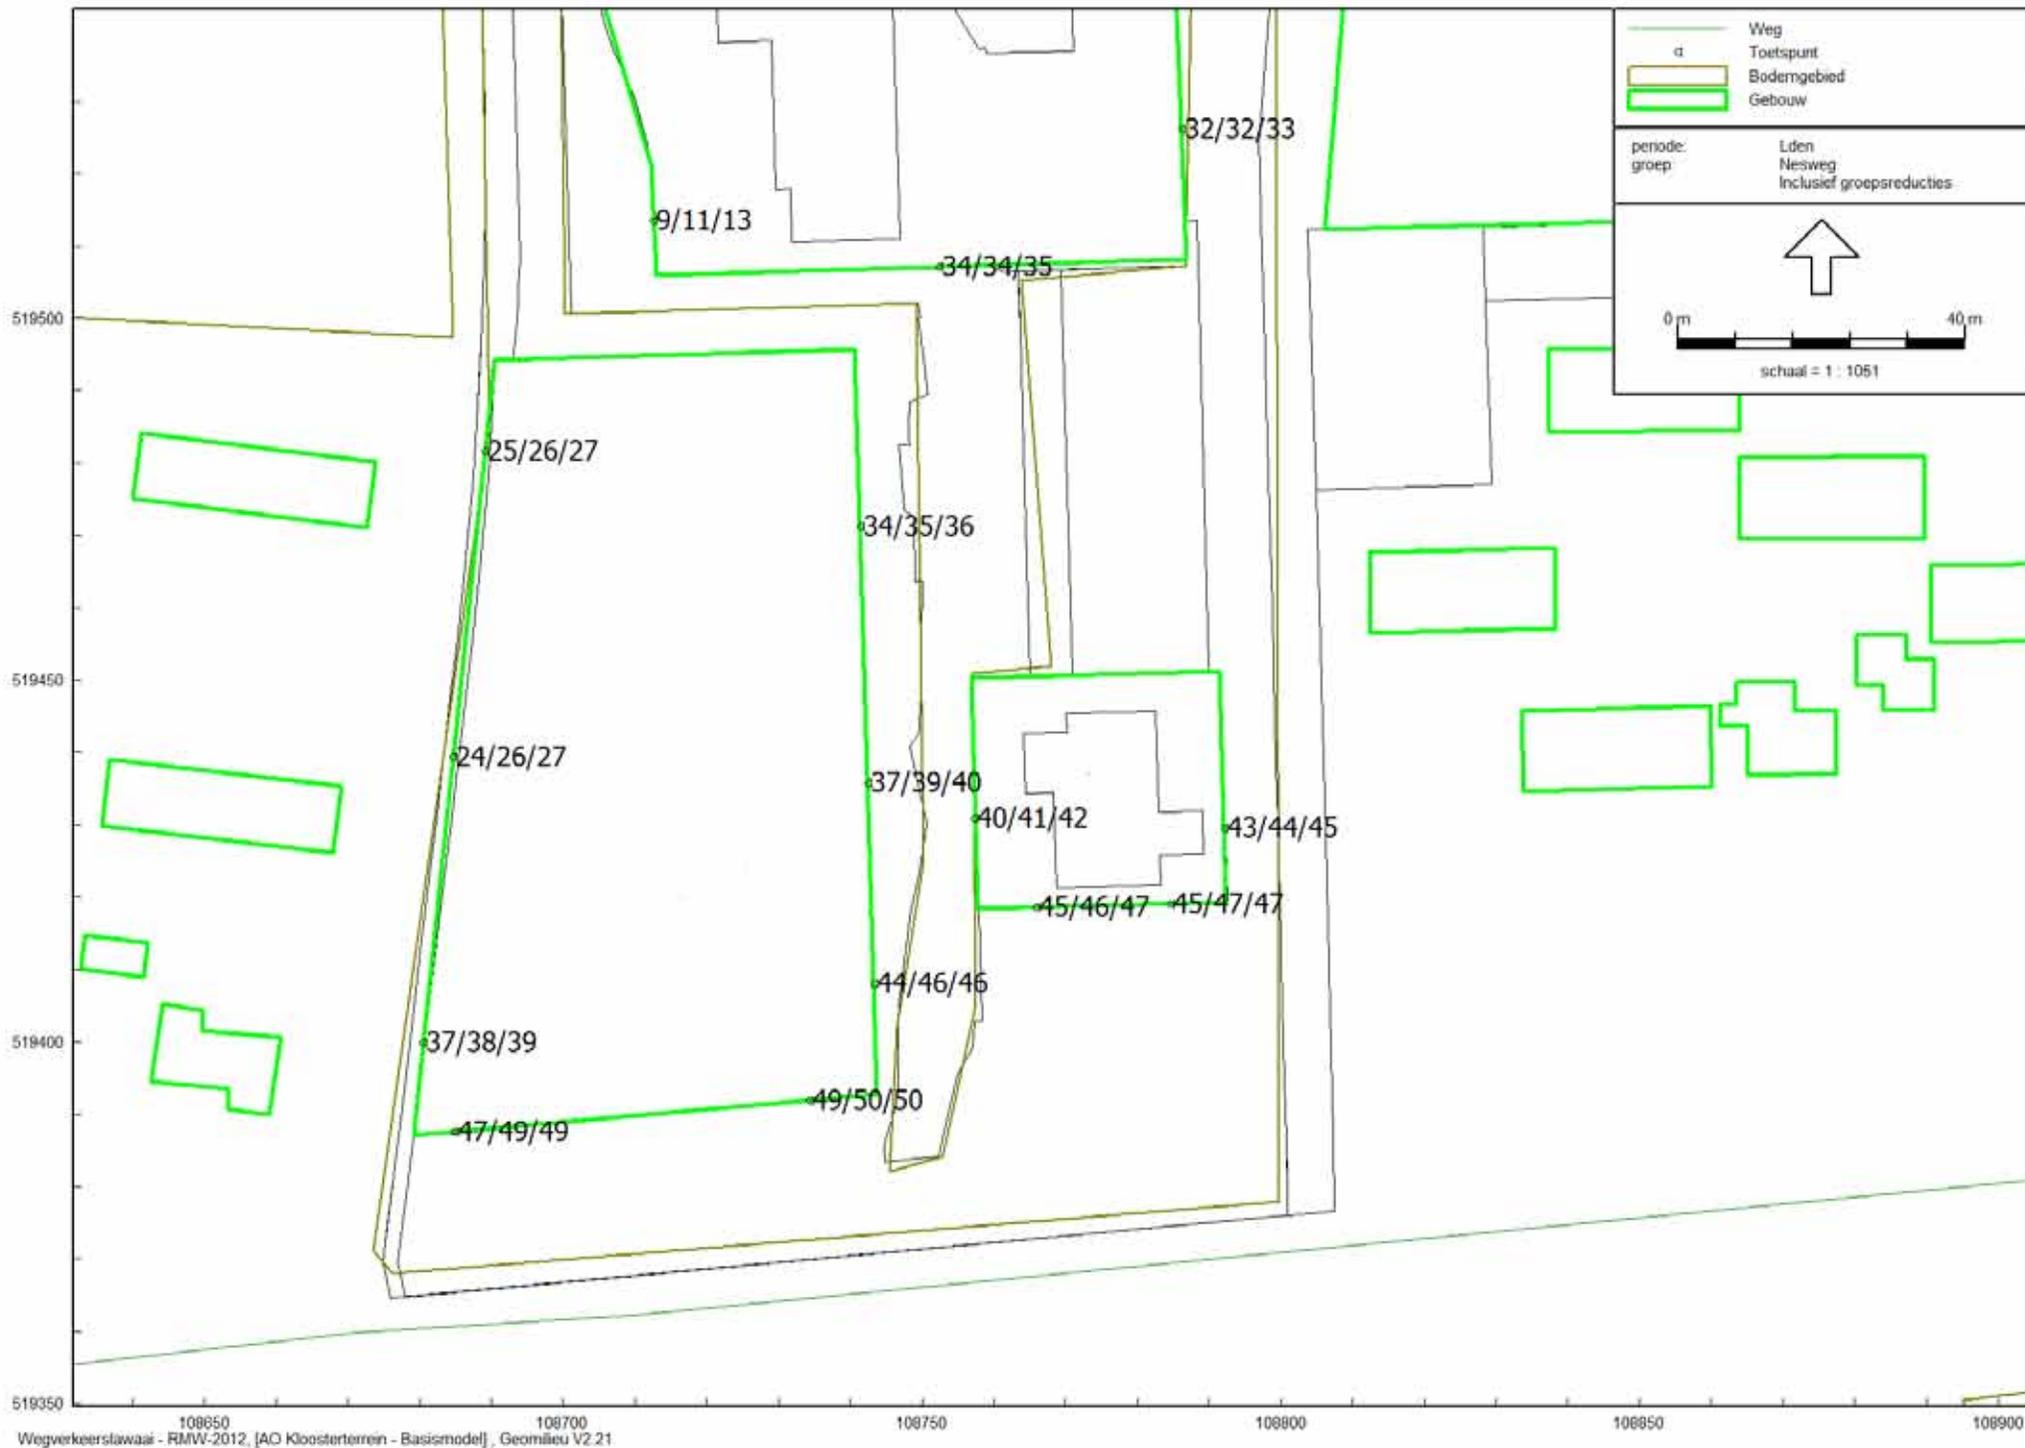 Weg
α Toetspunt
Bodemgebied
Gebouw
periode: Lden
groep: Nesweg
Inclusief groepsreducties
0 m 40 m
schaal = 1 : 1051
32/32/33
9/11/13
34/34/35
519500
25/26/27
34/35/36
519450
24/26/27
37/39/40
40/41/42
43/44/45
45/46/47
45/47/47
44/46/46
519400
37/38/39
49/50/50
47/49/49
519350
108650 108700 108750 108800 108850 108900
Wegverkeerslawaai - RMW-2012, [AO Kloosterterrein - Basismodel] , Geomilieu V2.21